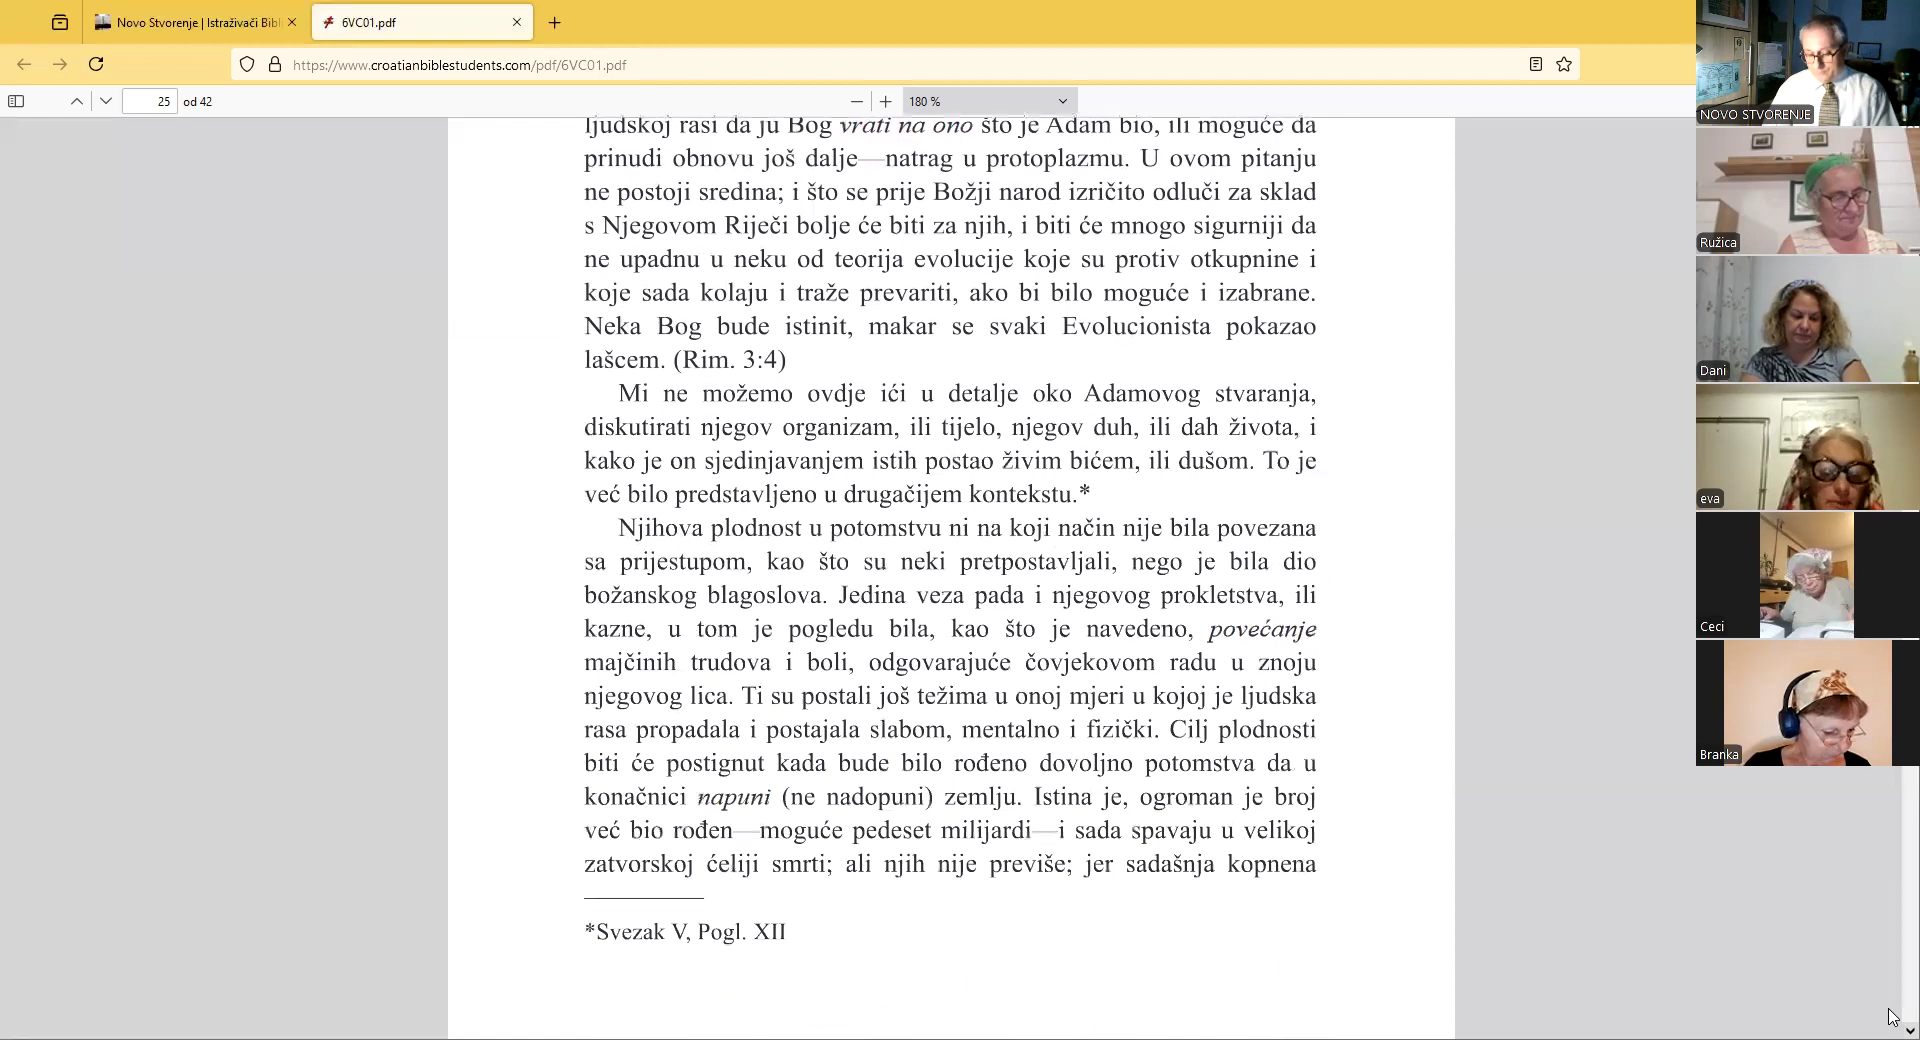 Novo Stvorenje | Istraživači Bibl
6VC01.pdf
https://www.croatianbiblestudents.com/pdf/6VC01.pdf
25 od 42
180 %
ljudskoj rasi da ju Bog vrati na ono što je Adam bio, ili moguće da
prinudi obnovu još dalje—natrag u protoplazmu. U ovom pitanju
ne postoji sredina; i što se prije Božji narod izričito odluči za sklad
s Njegovom Riječi bolje će biti za njih, i biti će mnogo sigurniji da
ne upadnu u neku od teorija evolucije koje su protiv otkupnine i
koje sada kolaju i traže prevariti, ako bi bilo moguće i izabrane.
Neka Bog bude istinit, makar se svaki Evolucionista pokazao
lašcem. (Rim. 3:4)
Mi ne možemo ovdje ići u detalje oko Adamovog stvaranja,
diskutirati njegov organizam, ili tijelo, njegov duh, ili dah života, i
kako je on sjedinjavanjem istih postao živim bićem, ili dušom. To je
već bilo predstavljeno u drugačijem kontekstu.*
Njihova plodnost u potomstvu ni na koji način nije bila povezana
sa prijestupom, kao što su neki pretpostavljali, nego je bila dio
božanskog blagoslova. Jedina veza pada i njegovog prokletstva, ili
kazne, u tom je pogledu bila, kao što je navedeno, povećanje
majčinih trudova i boli, odgovarajuće čovjekovom radu u znoju
njegovog lica. Ti su postali još težima u onoj mjeri u kojoj je ljudska
rasa propadala i postajala slabom, mentalno i fizički. Cilj plodnosti
biti će postignut kada bude bilo rođeno dovoljno potomstva da u
konačnici napuni (ne nadopuni) zemlju. Istina je, ogroman je broj
već bio rođen—moguće pedeset milijardi—i sada spavaju u velikoj
zatvorskoj ćeliji smrti; ali njih nije previše; jer sadašnja kopnena
*Svezak V, Pogl. XII
NOVO STVORENJE
Ružica
Dani
eva
Ceci
Branka